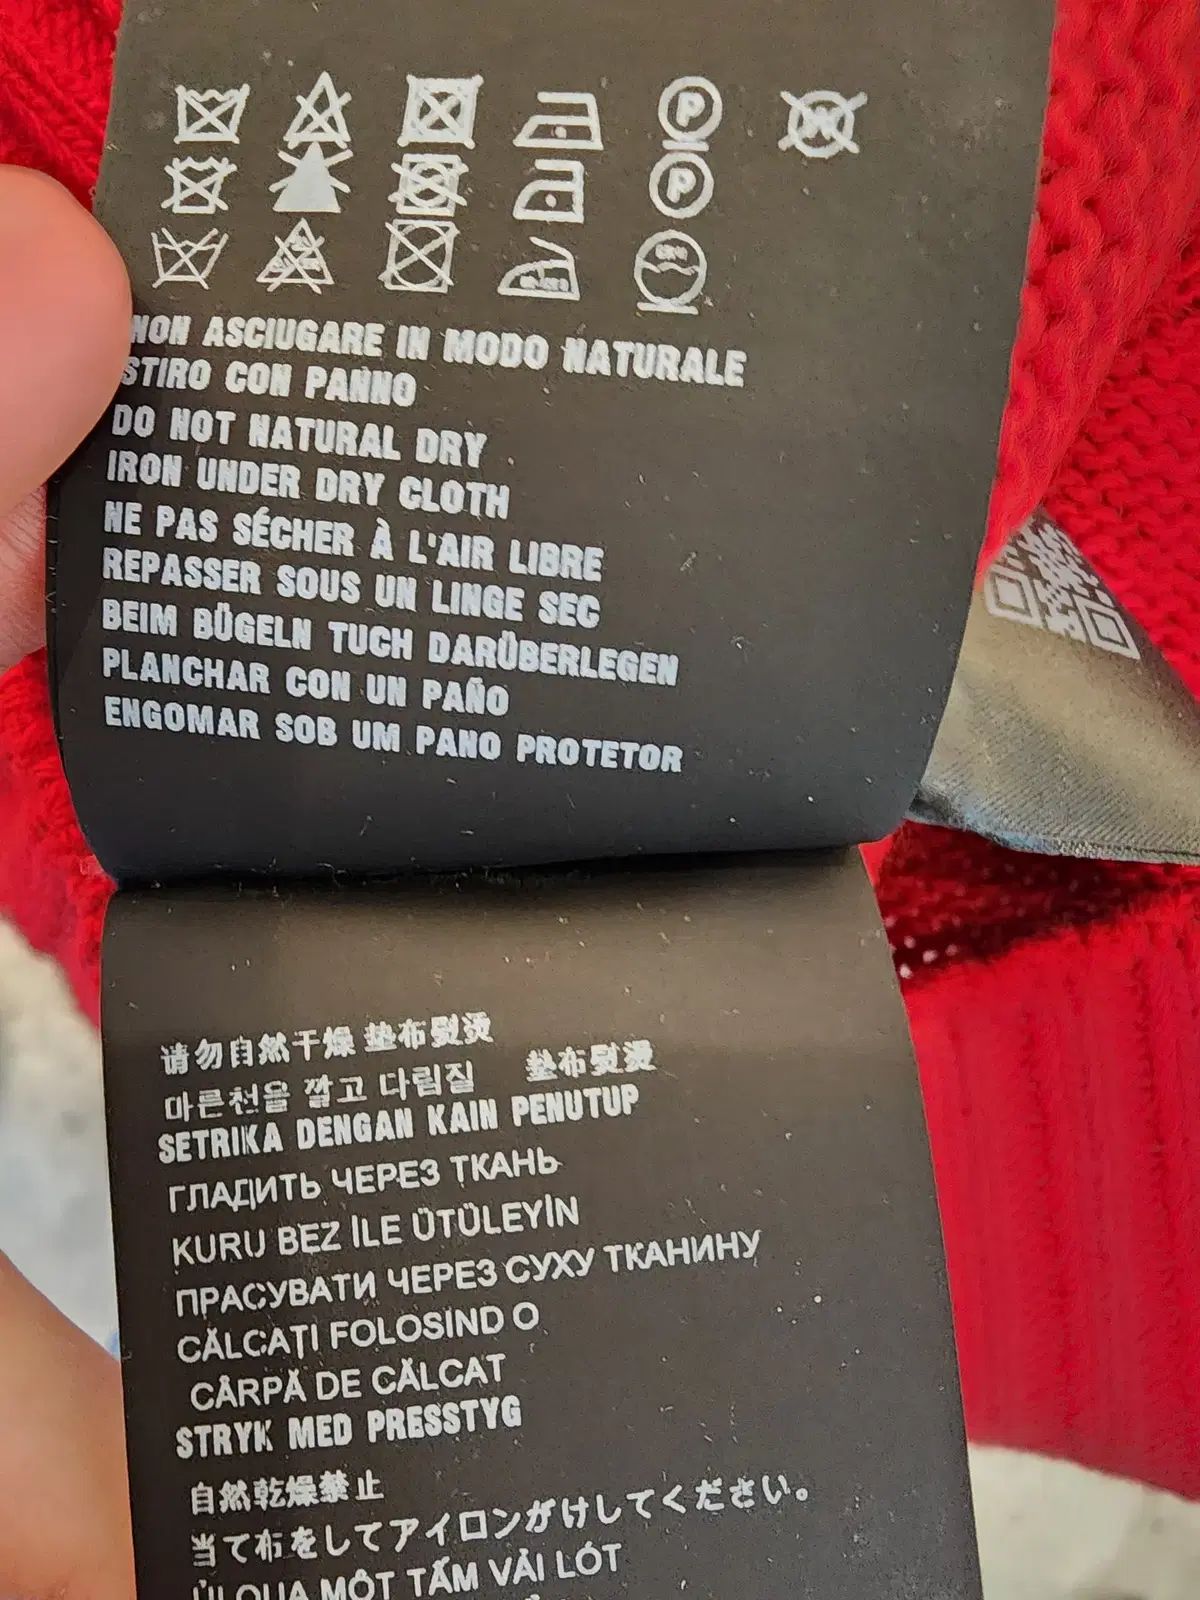 P
W
P
NON ASCIUGARE IN MODO NATURALE
STIRO CON PANNO
DO NOT NATURAL DRY
IRON UNDER DRY CLOTH
NE PAS SÉCHER À L'AIR LIBRE
REPASSER SOUS UN LINGE SEC
BEIM BÜGELN TUCH DARÜBERLEGEN
PLANCHAR CON UN PAÑO
ENGOMAR SOB UM PANO PROTETOR
请勿自然干燥 垫布熨烫
마른천을 깔고 다림질 垫布熨烫
SETRIKA DENGAN KAIN PENUTUP
ГЛАДИТЬ ЧЕРЕЗ ТКАНЬ
KURU BEZ İLE ÜTÜLEYİN
ПРАСУВАТИ ЧЕРЕЗ СУХУ ТКАНИНУ
CĂLCAȚI FOLOSIND O
CÂRPĂ DE CĂLCAT
STRYK MED PRESSTYG
自然乾燥禁止
当て布をしてアイロンがけしてください。
MỘT TẤM VẢI LÓT